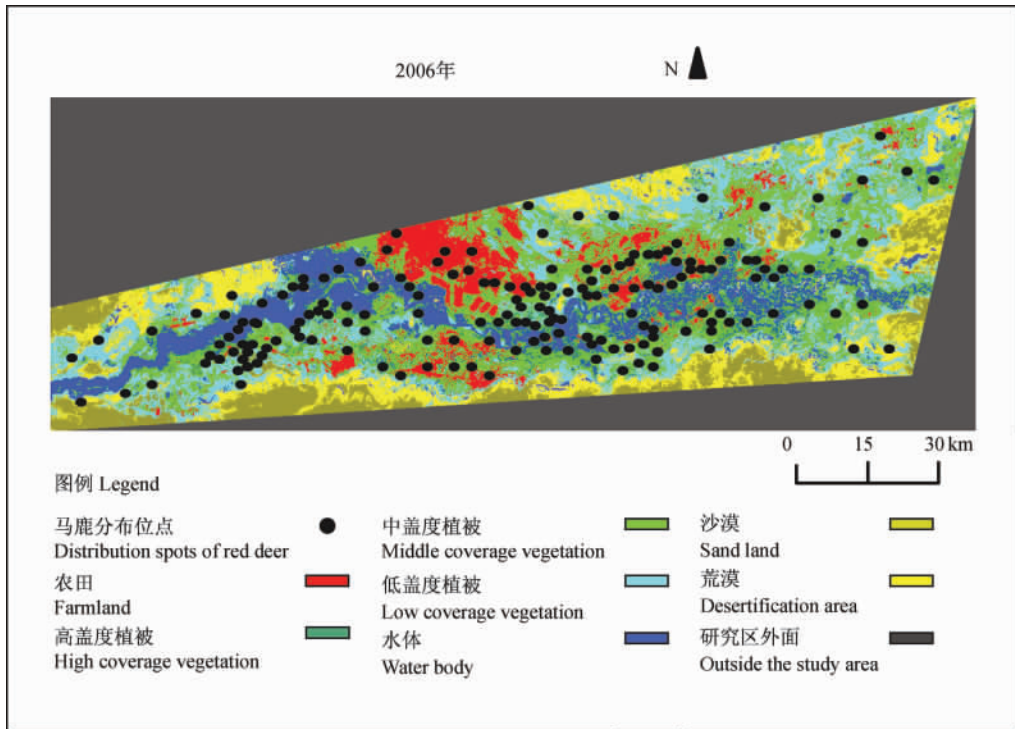 2006年
N
0 15 30 km
图例 Legend
马鹿分布位点
Distribution spots of red deer
农田
Farmland
高盖度植被
High coverage vegetation
中盖度植被
Middle coverage vegetation
低盖度植被
Low coverage vegetation
水体
Water body
沙漠
Sand land
荒漠
Desertification area
研究区外面
Outside the study area